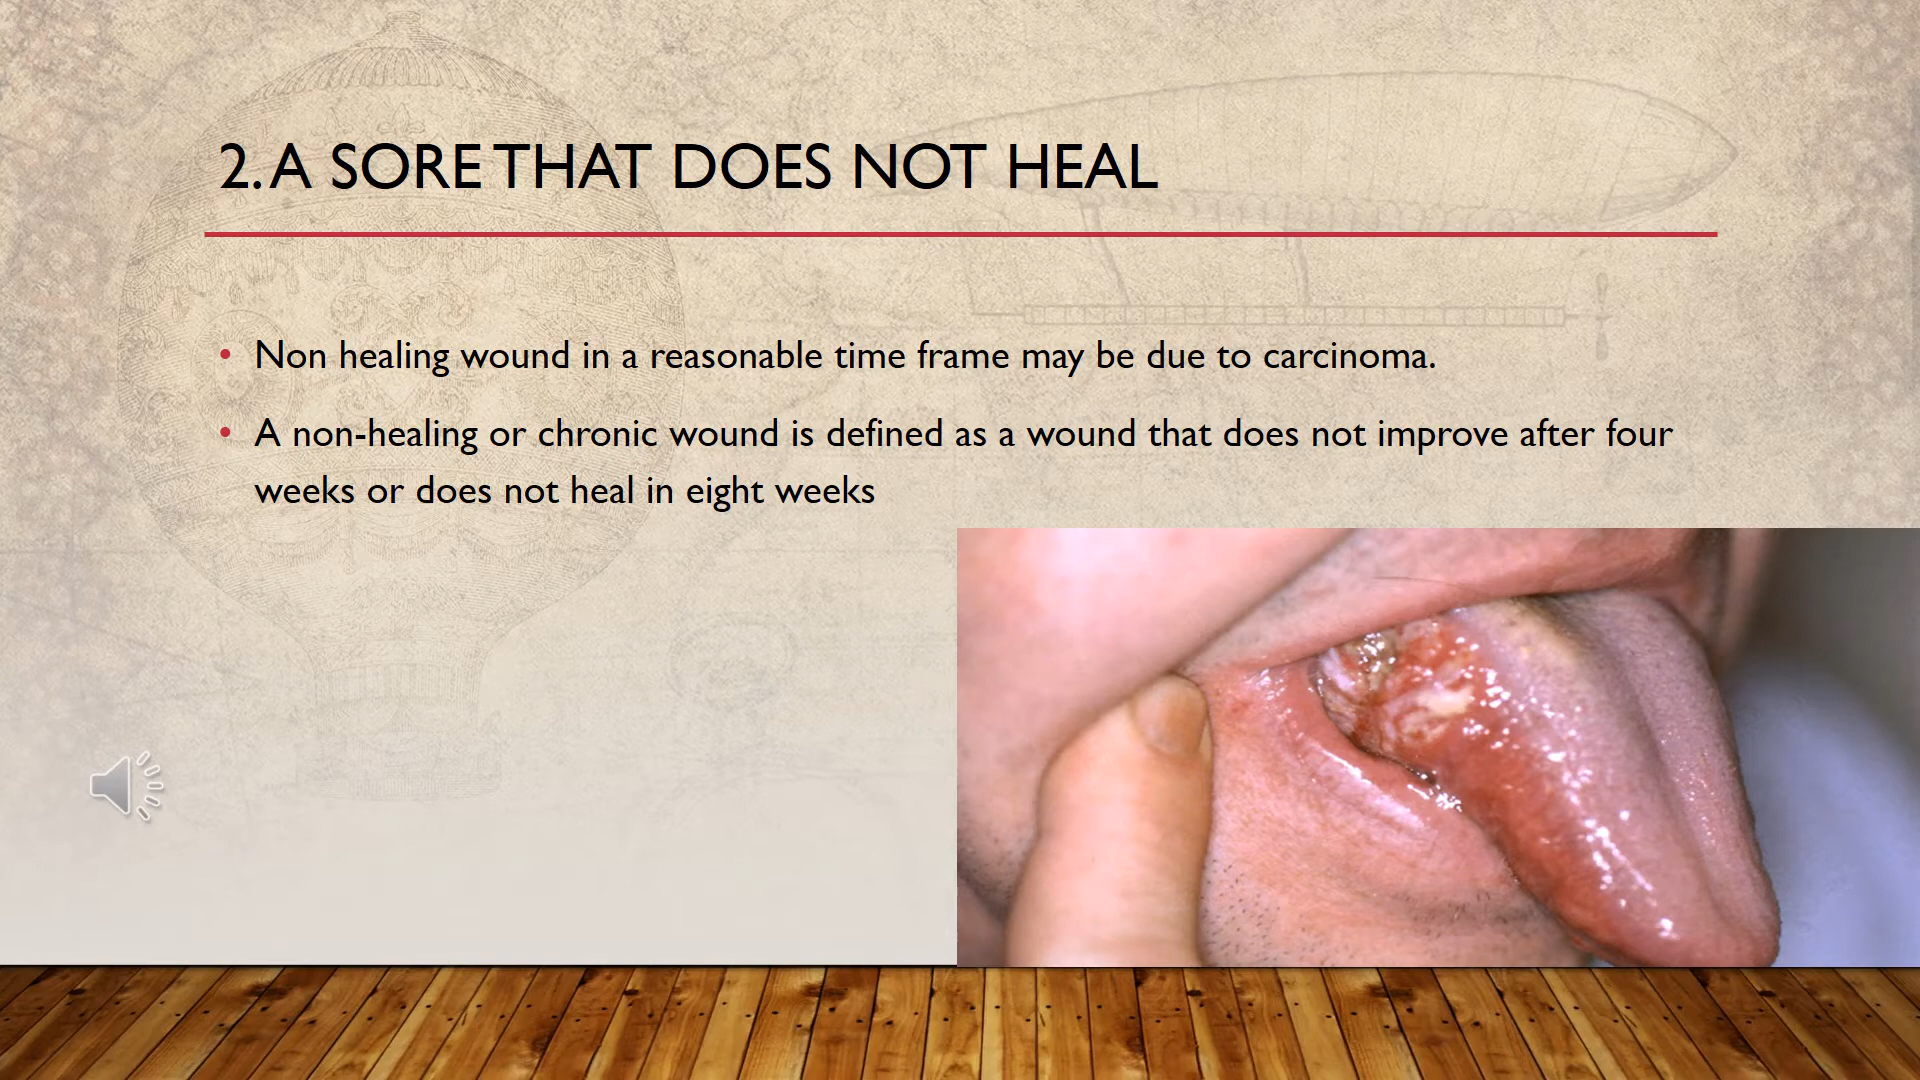 2. A SORE THAT DOES NOT HEAL
• Non healing wound in a reasonable time frame may be due to carcinoma.
• A non-healing or chronic wound is defined as a wound that does not improve after four
weeks or does not heal in eight weeks